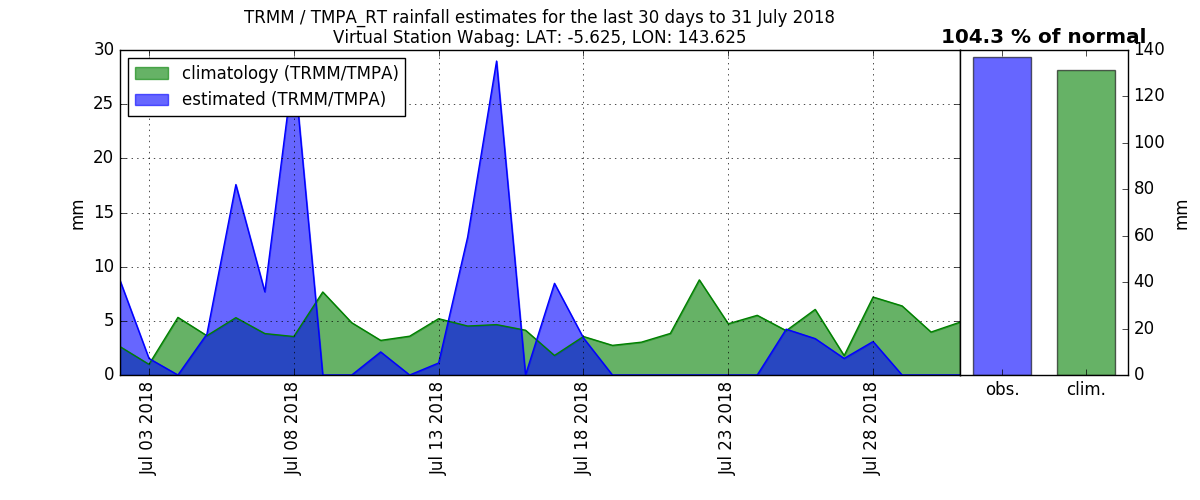 TRMM / TMPA_RT rainfall estimates for the last 30 days to 31 July 2018
Virtual Station Wabag: LAT: -5.625, LON: 143.625
104.3 % of normal
climatology (TRMM/TMPA)
estimated (TRMM/TMPA)
30
25
20
15
10
5
0
mm
Jul 03 2018
Jul 08 2018
Jul 13 2018
Jul 18 2018
Jul 23 2018
Jul 28 2018
140
120
100
80
60
40
20
0
mm
obs.
clim.